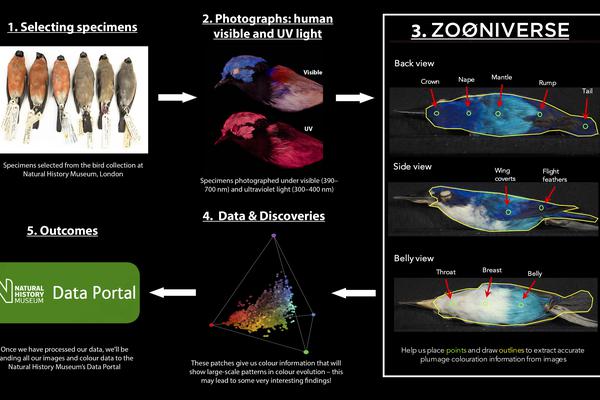 1. Selecting specimens
Specimens selected from the bird collection at
Natural History Museum, London
2. Photographs: human
visible and UV light
Visible
UV
Specimens photographed under visible (390–
700 nm) and ultraviolet light (300–400 nm)
3. ZOONIVERSE
Back view
Crown
Nape
Mantle
Rump
Tail
Side view
Wing
coverts
Flight
feathers
Belly view
Throat
Breast
Belly
Help us place points and draw outlines to extract accurate
plumage colouration information from images
4. Data & Discoveries
These patches give us colour information that will
show large-scale patterns in colour evolution – this
may lead to some very interesting findings!
5. Outcomes
NATURAL
HISTORY
MUSEUM
Data Portal
Once we have processed our data, we'll be
anding all our images and colour data to the
Natural History Museum's Data Portal